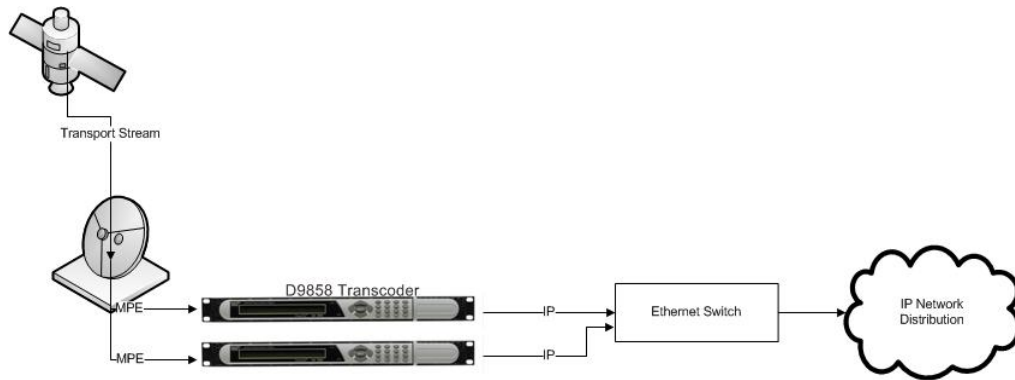 Transport Stream
D9858 Transcoder
MPE
IP
Ethernet Switch
IP Network
Distribution
MPE
IP